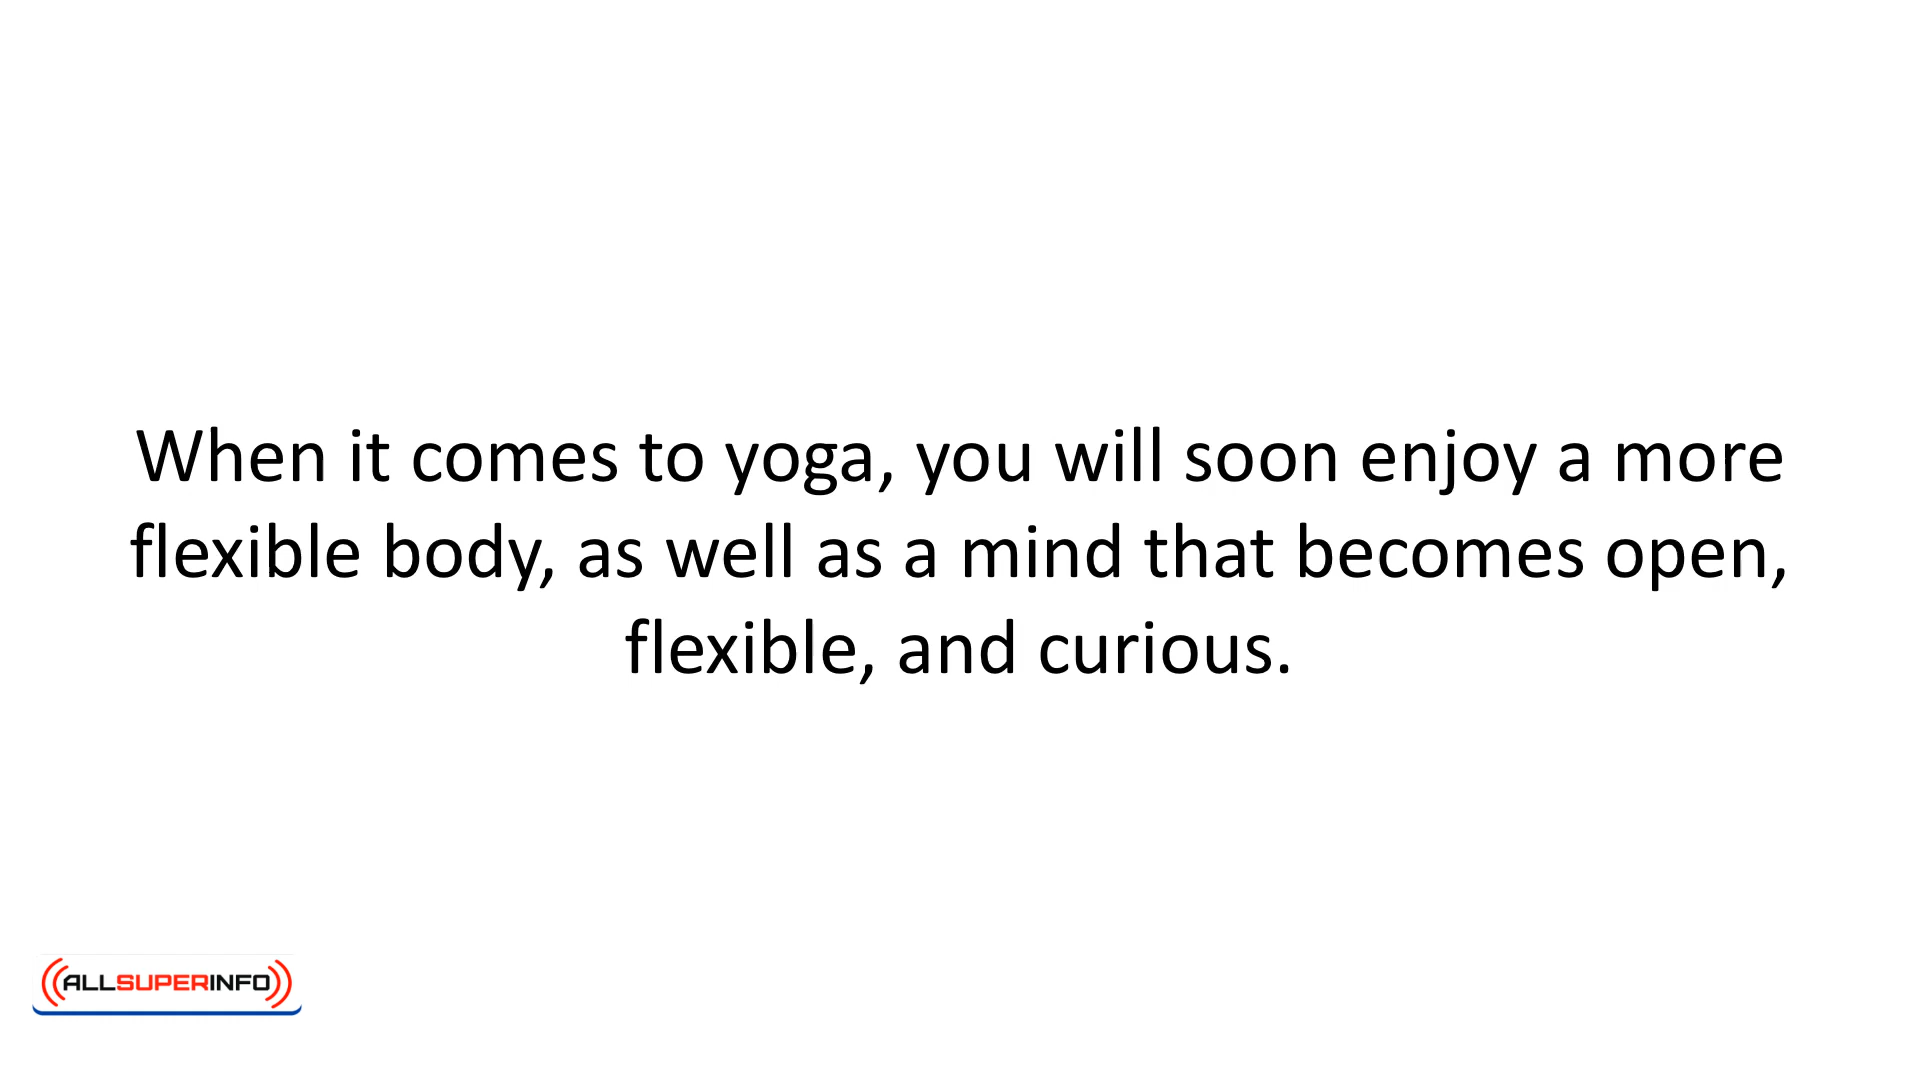 When it comes to yoga, you will soon enjoy a more
flexible body, as well as a mind that becomes open,
flexible, and curious.
ALLSUPERINFO